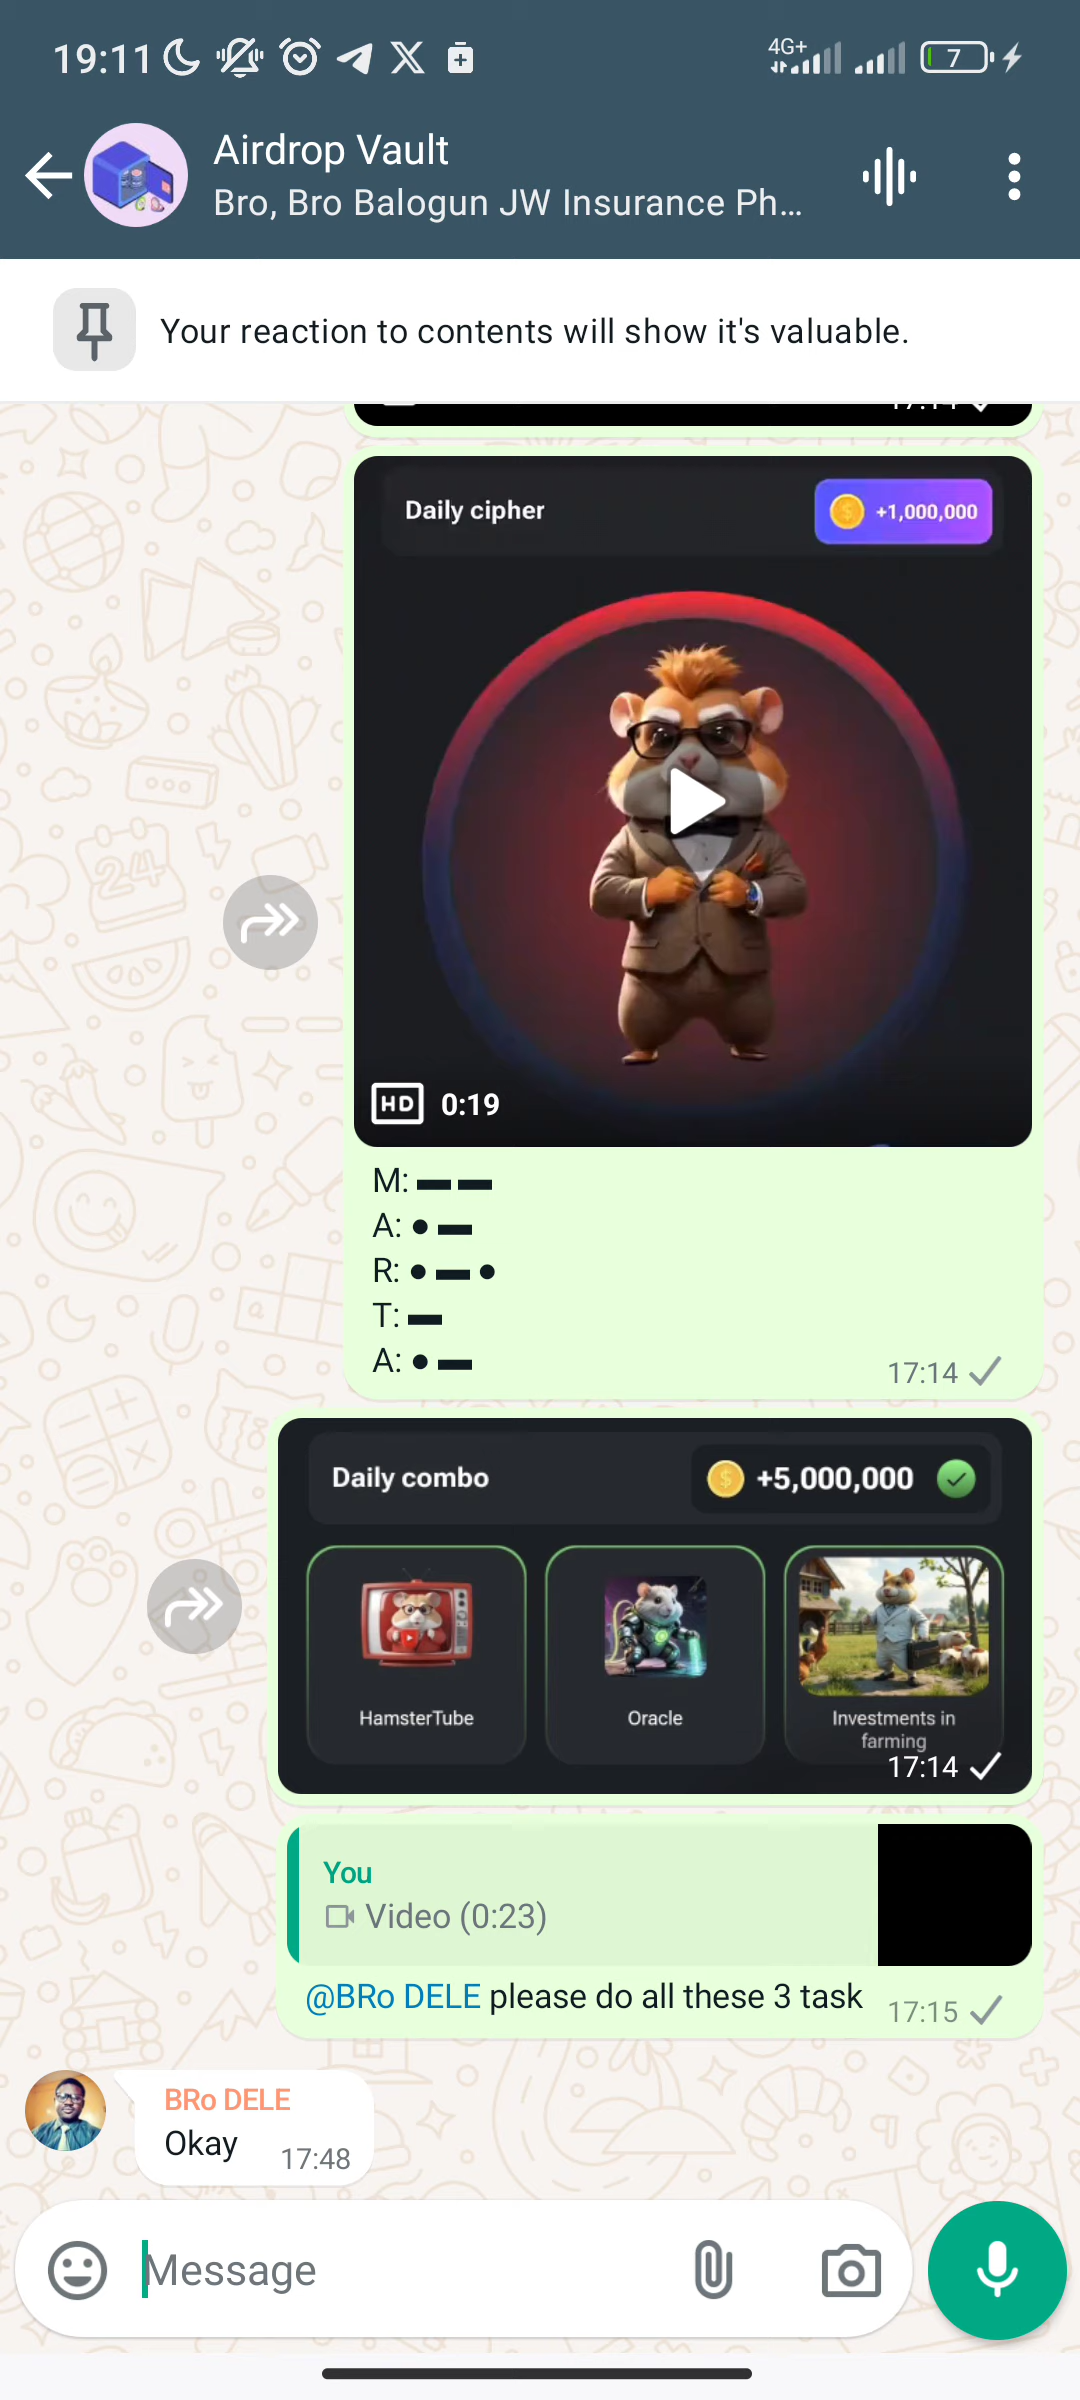 19:11
4G+
7
Airdrop Vault
Bro, Bro Balogun JW Insurance Ph...
Your reaction to contents will show it's valuable.
Daily cipher
+1,000,000
HD 0:19
M: ▬ ▬
A: ● ▬
R: ● ▬ ●
T: ▬
A: ● ▬
17:14
Daily combo
+5,000,000
HamsterTube
Oracle
Investments in
farming
17:14
You
Video (0:23)
@BRo DELE please do all these 3 task
17:15
BRo DELE
Okay
17:48
Message